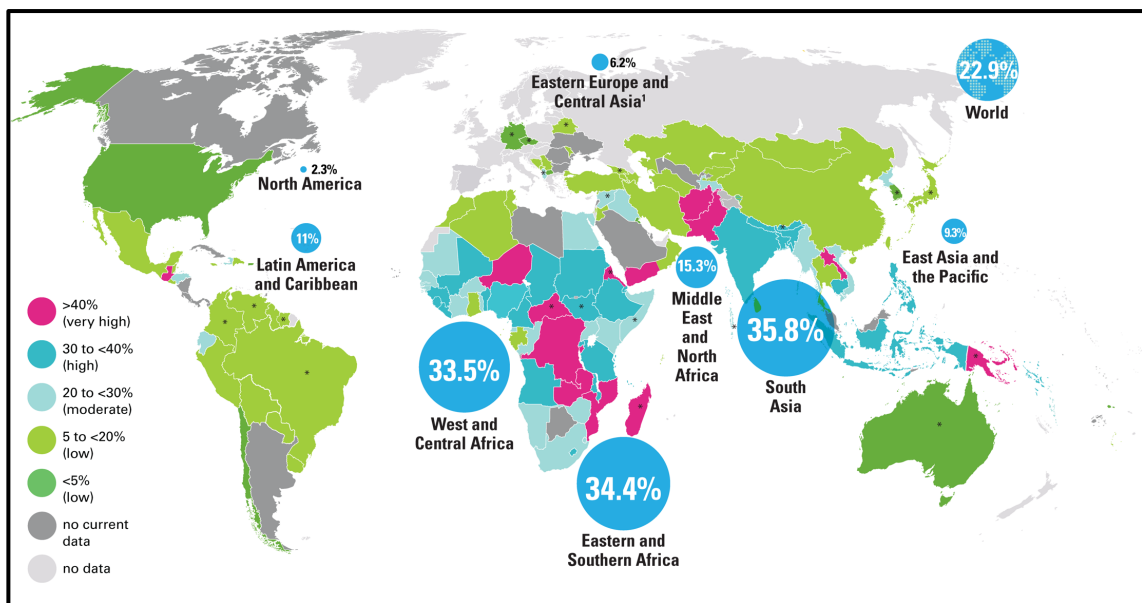 6.2%
Eastern Europe and
Central Asia¹
22.9%
World
2.3%
North America
11%
Latin America
and Caribbean
9.3%
East Asia and
the Pacific
15.3%
Middle
East
and
North
Africa
35.8%
South
Asia
33.5%
West and
Central Africa
34.4%
Eastern and
Southern Africa
>40%
(very high)
30 to <40%
(high)
20 to <30%
(moderate)
5 to <20%
(low)
<5%
(low)
no current
data
no data